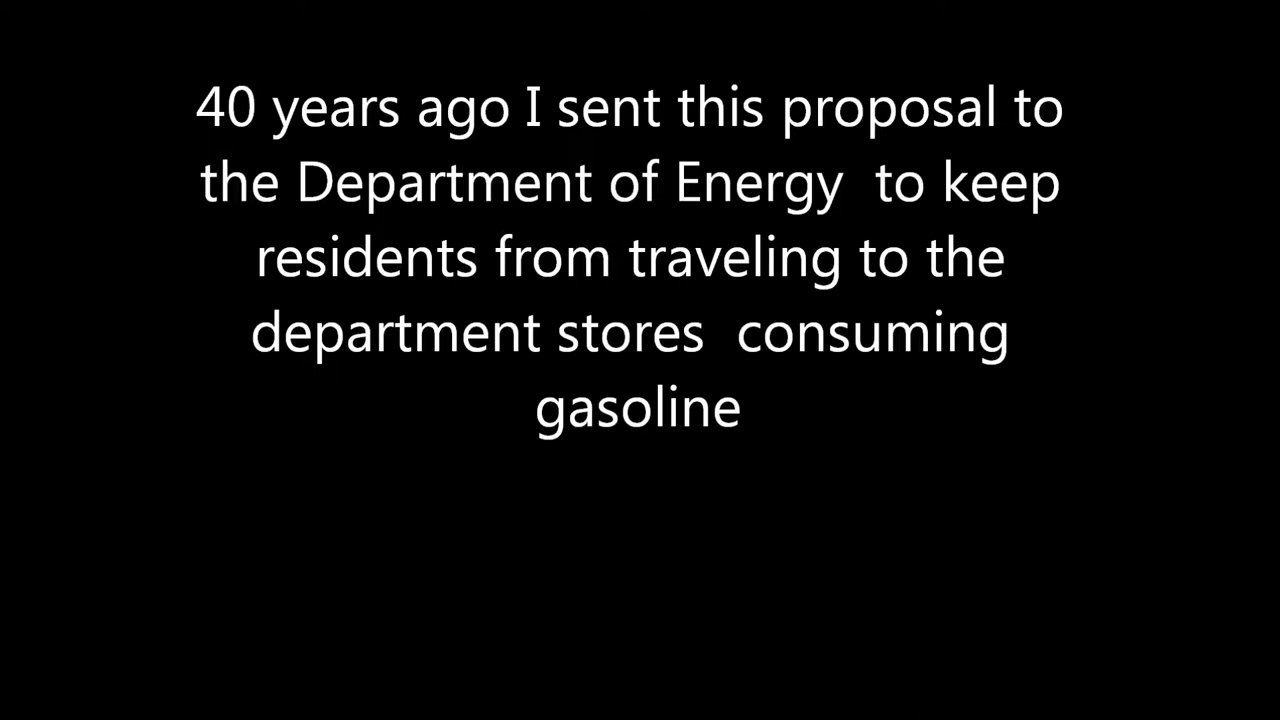 40 years ago I sent this proposal to
the Department of Energy  to keep
residents from traveling to the
department stores  consuming
gasoline